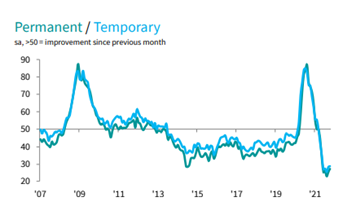 Permanent / Temporary
sa, >50 = improvement since previous month
90
80
70
60
50
40
30
20
'07 '09 '11 '13 '15 '17 '19 '21